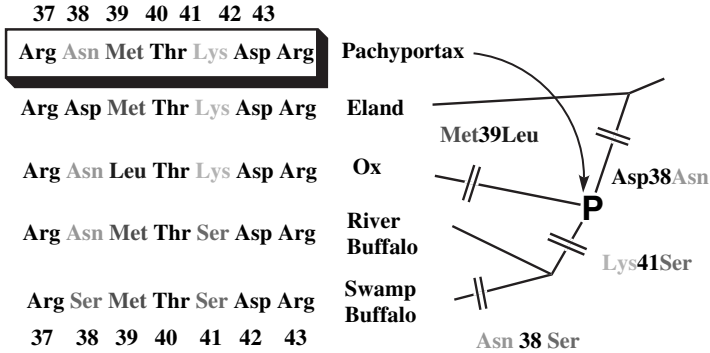 37 38 39 40 41 42 43
Arg Asn Met Thr Lys Asp Arg Pachyportax
Arg Asp Met Thr Lys Asp Arg Eland
Met39Leu
Arg Asn Leu Thr Lys Asp Arg Ox
Asp38Asn
P
Arg Asn Met Thr Ser Asp Arg River
Buffalo
Lys41Ser
Arg Ser Met Thr Ser Asp Arg Swamp
Buffalo
37 38 39 40 41 42 43
Asn 38 Ser